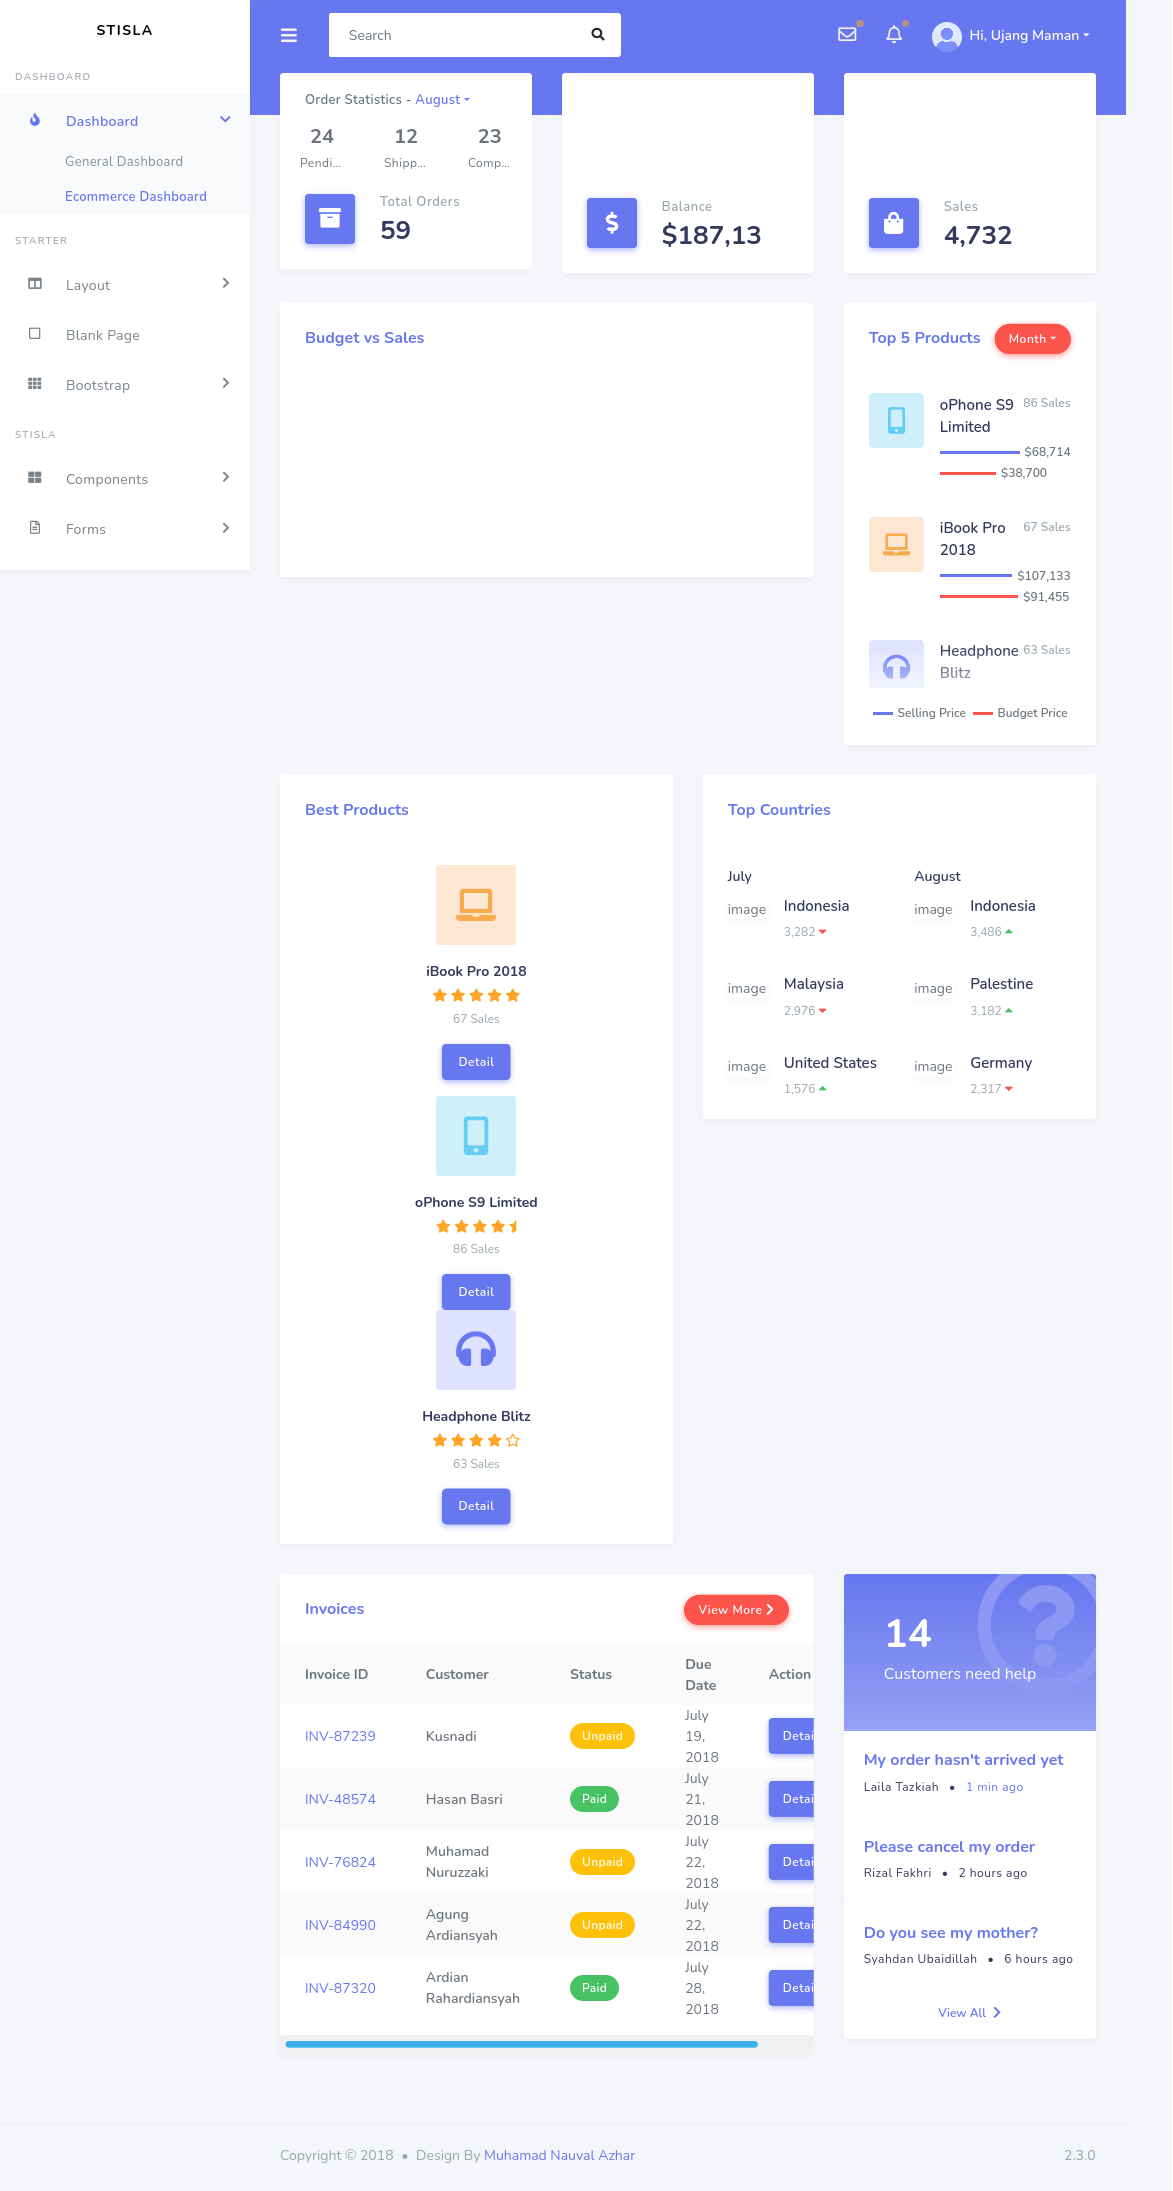 STISLA
Search
Hi, Ujang Maman
DASHBOARD
Dashboard
General Dashboard
Ecommerce Dashboard
STARTER
Layout
Blank Page
Bootstrap
STISLA
Components
Forms
Order Statistics - August
24 12 23
Pendi... Shipp... Comp...
Total Orders
59
Balance
$187,13
Sales
4,732
Budget vs Sales
Top 5 Products Month
oPhone S9 86 Sales
Limited
$68,714
$38,700
iBook Pro 67 Sales
2018
$107,133
$91,455
Headphone 63 Sales
Blitz
Selling Price Budget Price
Best Products
iBook Pro 2018
67 Sales
Detail
oPhone S9 Limited
86 Sales
Detail
Headphone Blitz
63 Sales
Detail
Top Countries
July
image Indonesia
3,282
image Malaysia
2,976
image United States
1,576
August
image Indonesia
3,486
image Palestine
3,182
image Germany
2,317
Invoices View More
Invoice ID Customer Status Due Date Action
INV-87239 Kusnadi Unpaid July 19, 2018 Detai
INV-48574 Hasan Basri Paid July 21, 2018 Detai
INV-76824 Muhamad Nuruzzaki Unpaid July 22, 2018 Detai
INV-84990 Agung Ardiansyah Unpaid July 22, 2018 Detai
INV-87320 Ardian Rahardiansyah Paid July 28, 2018 Detai
14
Customers need help
My order hasn't arrived yet
Laila Tazkiah • 1 min ago
Please cancel my order
Rizal Fakhri • 2 hours ago
Do you see my mother?
Syahdan Ubaidillah • 6 hours ago
View All
Copyright © 2018 • Design By Muhamad Nauval Azhar
2.3.0